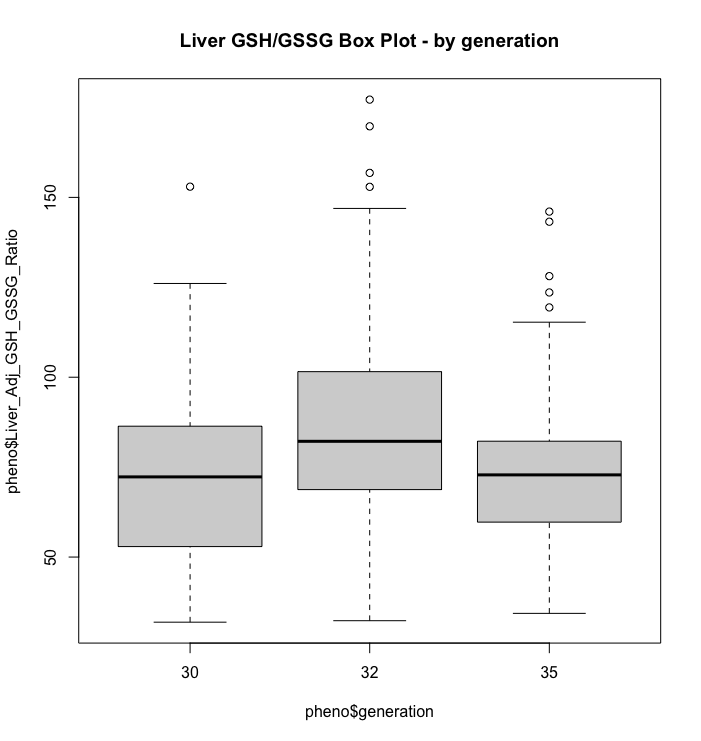 Liver GSH/GSSG Box Plot - by generation
pheno$Liver_Adj_GSH_GSSG_Ratio
150
100
50
30 32 35
pheno$generation